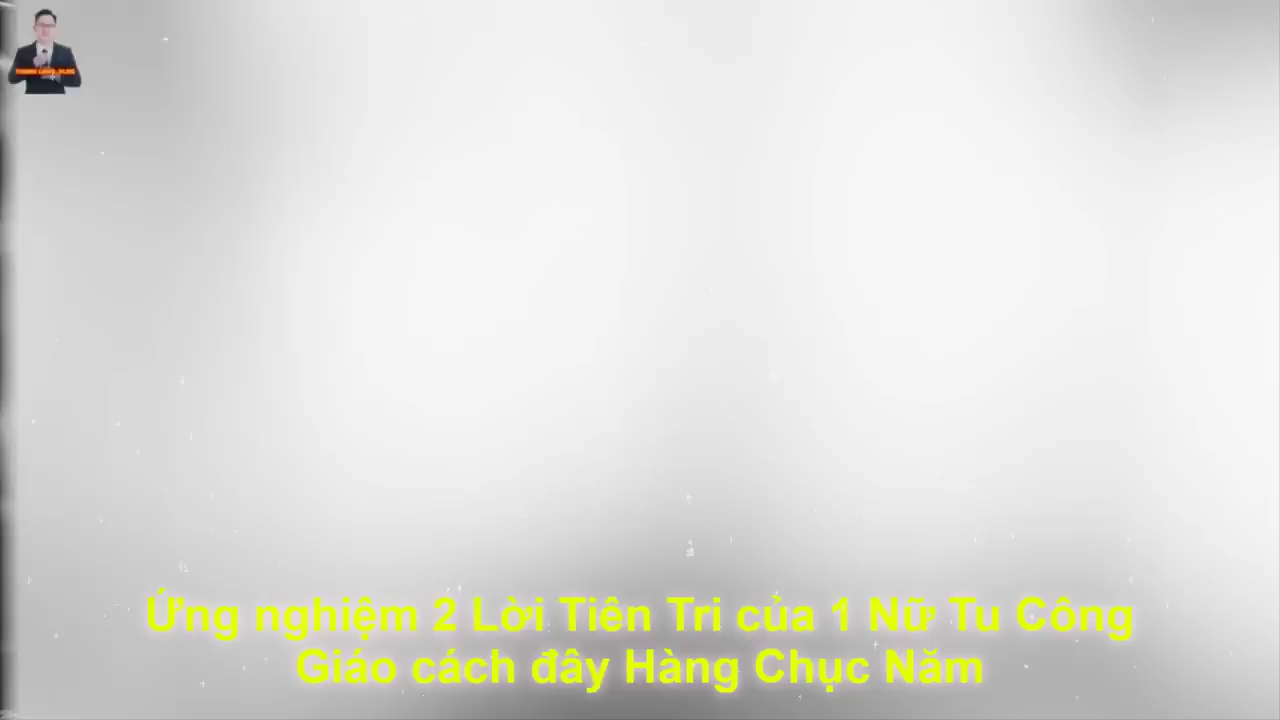 Ứng nghiệm 2 Lời Tiên Tri của 1 Nữ Tu Công
Giáo cách đây Hàng Chục Năm